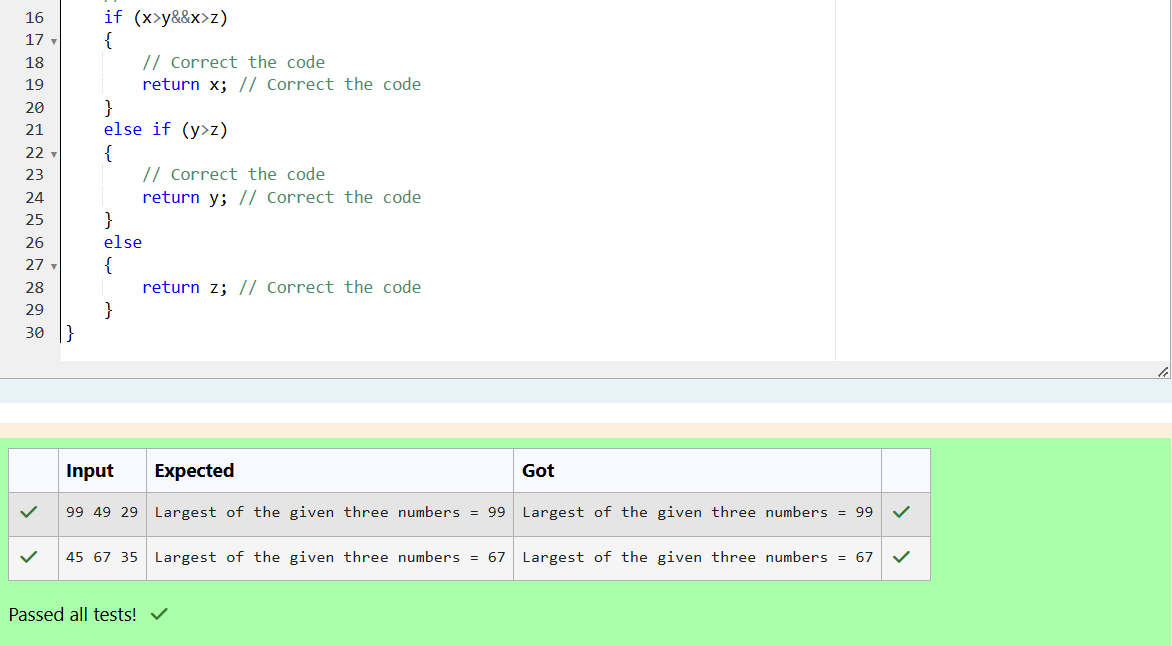 16 if (x>y&&x>z)
17 {
18 // Correct the code
19 return x; // Correct the code
20 }
21 else if (y>z)
22 {
23 // Correct the code
24 return y; // Correct the code
25 }
26 else
27 {
28 return z; // Correct the code
29 }
30 }
Input Expected Got
99 49 29 Largest of the given three numbers = 99 Largest of the given three numbers = 99
45 67 35 Largest of the given three numbers = 67 Largest of the given three numbers = 67
Passed all tests!